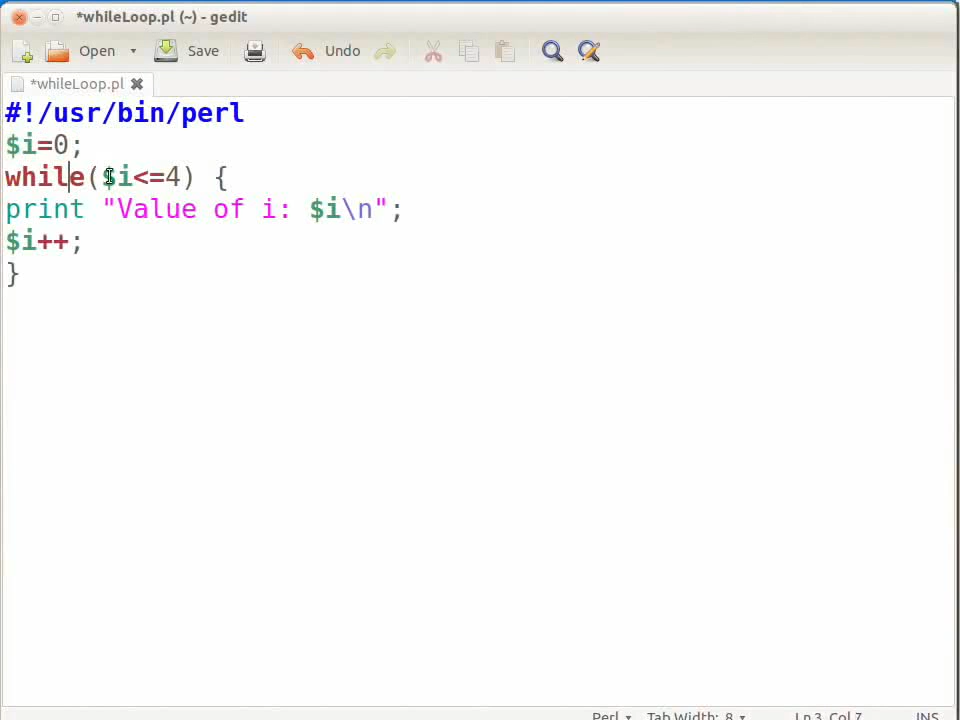 *whileLoop.pl (~) - gedit
Open Save Undo
*whileLoop.pl
#!/usr/bin/perl
$i=0;
while($i<=4) {
print "Value of i: $i\n";
$i++;
}
Perl Tab Width: 8 Ln 3, Col 7 INS